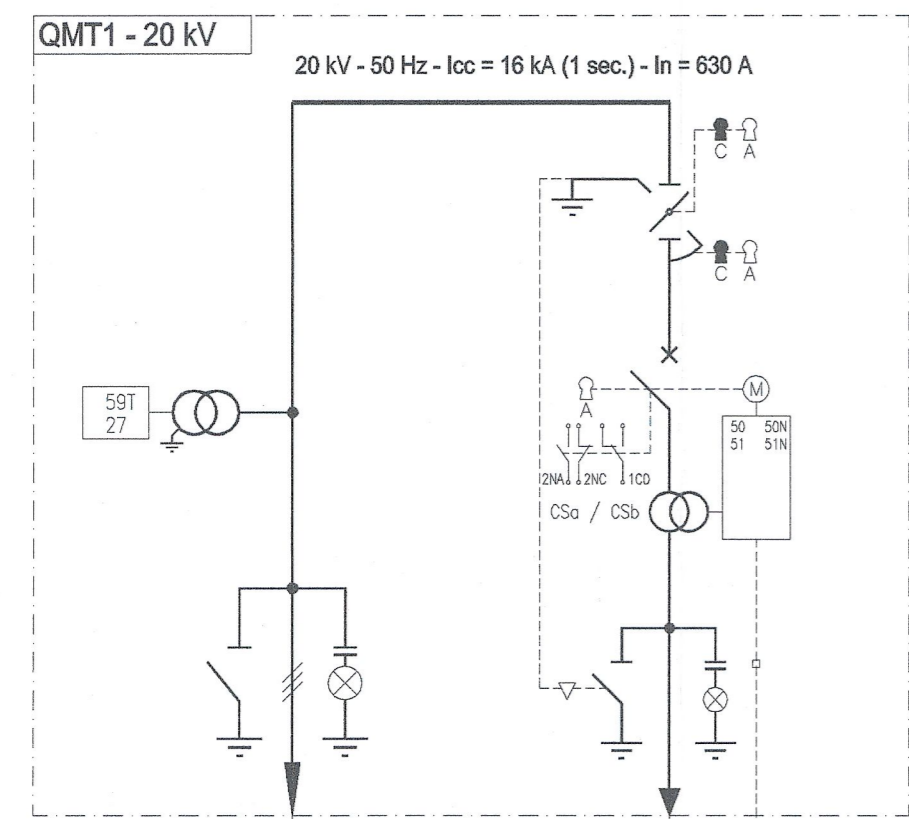 QMT1 - 20 kV
20 kV - 50 Hz - Icc = 16 kA (1 sec.) - In = 630 A
C A
C A
59T
27
A
M
50 50N
51 51N
2NA 2NC 1CD
CSa / CSb